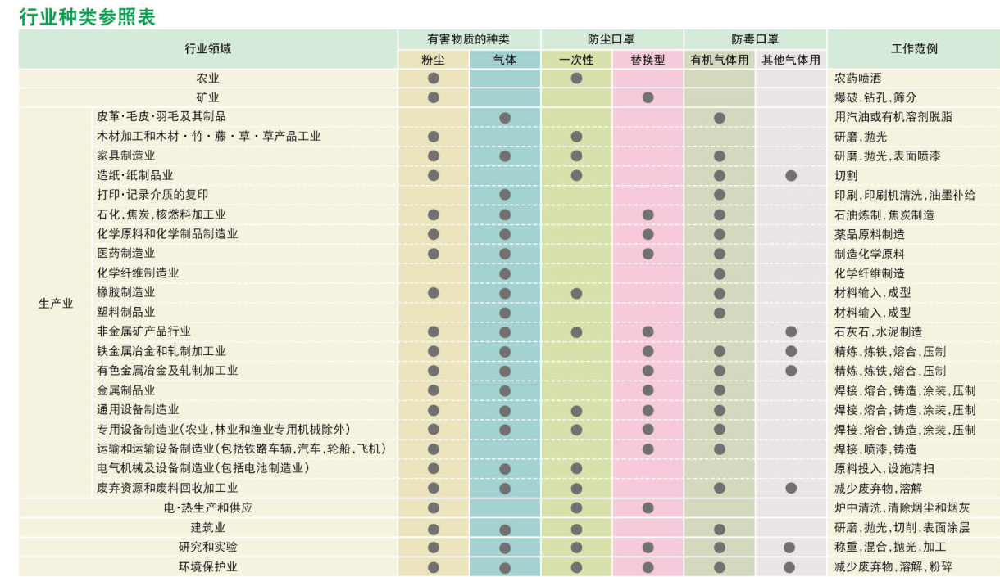 行业种类参照表
行业领域 有害物质的种类 防尘口罩 防毒口罩 工作范例
粉尘 气体 一次性 替换型 有机气体用 其他气体用
农业 ● ● 农药喷洒
矿业 ● ● 爆破,钻孔,筛分
皮革·毛皮·羽毛及其制品 ● ● 用汽油或有机溶剂脱脂
木材加工和木材·竹·藤·草·草产品工业 ● ● 研磨,抛光
家具制造业 ● ● ● ● 研磨,抛光,表面喷漆
造纸·纸制品业 ● ● ● ● 切割
打印·记录介质的复印 ● ● 印刷,印刷机清洗,油墨补给
石化,焦炭,核燃料加工业 ● ● ● ● 石油炼制,焦炭制造
化学原料和化学制品制造业 ● ● ● ● 薬品原料制造
医药制造业 ● ● ● ● 制造化学原料
化学纤维制造业 ● ● 化学纤维制造
橡胶制造业 ● ● ● ● 材料输入,成型
生产业
塑料制品业 ● ● 材料输入,成型
非金属矿产品行业 ● ● ● ● ● 石灰石,水泥制造
铁金属冶金和轧制加工业 ● ● ● ● ● 精炼,炼铁,熔合,压制
有色金属冶金及轧制加工业 ● ● ● ● ● 精炼,炼铁,熔合,压制
金属制品业 ● ● ● ● 焊接,熔合,铸造,涂装,压制
通用设备制造业 ● ● ● ● ● 焊接,熔合,铸造,涂装,压制
专用设备制造业(农业,林业和渔业专用机械除外) ● ● ● ● ● 焊接,熔合,铸造,涂装,压制
运输和运输设备制造业(包括铁路车辆,汽车,轮船,飞机) ● ● ● 焊接,喷漆,铸造
电气机械及设备制造业(包括电池制造业) ● ● ● 原料投入,设施清扫
废弃资源和废料回收加工业 ● ● ● ● ● 减少废弃物,溶解
电·热生产和供应 ● ● ● 炉中清洗,清除烟尘和烟灰
建筑业 ● ● ● ● 研磨,抛光,切削,表面涂层
研究和实验 ● ● ● ● ● ● 称重,混合,抛光,加工
环境保护业 ● ● ● ● ● ● 减少废弃物,溶解,粉碎